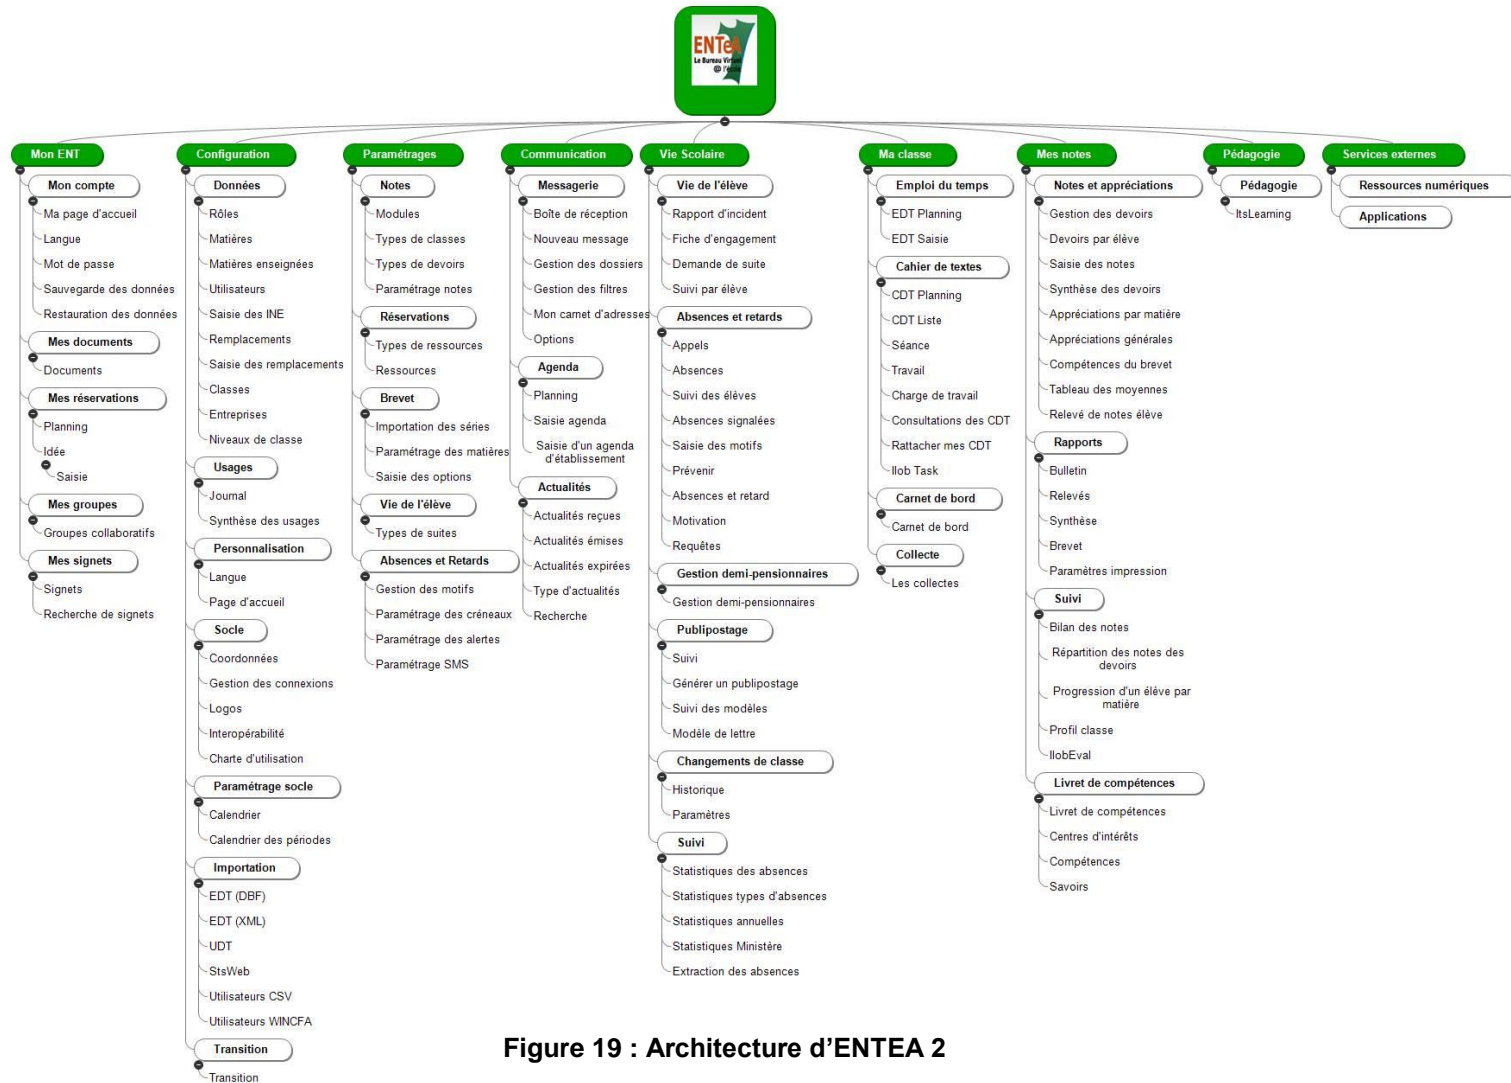 ENTeA
Le Bureau Virtuel
@ l'école
Mon ENT
Mon compte
Ma page d'accueil
Langue
Mot de passe
Sauvegarde des données
Restauration des données
Mes documents
Documents
Mes réservations
Planning
Idée
Saisie
Mes groupes
Groupes collaboratifs
Mes signets
Signets
Recherche de signets
Configuration
Données
Rôles
Matières
Matières enseignées
Utilisateurs
Saisie des INE
Remplacements
Saisie des remplacements
Classes
Entreprises
Niveaux de classe
Usages
Journal
Synthèse des usages
Personnalisation
Langue
Page d'accueil
Socle
Coordonnées
Gestion des connexions
Logos
Interopérabilité
Charte d'utilisation
Paramétrage socle
Calendrier
Calendrier des périodes
Importation
EDT (DBF)
EDT (XML)
UDT
StsWeb
Utilisateurs CSV
Utilisateurs WINCFA
Transition
Transition
Paramétrages
Notes
Modules
Types de classes
Types de devoirs
Paramétrage notes
Réservations
Types de ressources
Ressources
Brevet
Importation des séries
Paramétrage des matières
Saisie des options
Vie de l'élève
Types de suites
Absences et Retards
Gestion des motifs
Paramétrage des créneaux
Paramétrage des alertes
Paramétrage SMS
Communication
Messagerie
Boîte de réception
Nouveau message
Gestion des dossiers
Gestion des filtres
Mon carnet d'adresses
Options
Agenda
Planning
Saisie agenda
Saisie d'un agenda
d'établissement
Actualités
Actualités reçues
Actualités émises
Actualités expirées
Type d'actualités
Recherche
Vie Scolaire
Vie de l'élève
Rapport d'incident
Fiche d'engagement
Demande de suite
Suivi par élève
Absences et retards
Appels
Absences
Suivi des élèves
Absences signalées
Saisie des motifs
Prévenir
Absences et retard
Motivation
Requêtes
Gestion demi-pensionnaires
Gestion demi-pensionnaires
Publipostage
Suivi
Générer un publipostage
Suivi des modèles
Modèle de lettre
Changements de classe
Historique
Paramètres
Suivi
Statistiques des absences
Statistiques types d'absences
Statistiques annuelles
Statistiques Ministère
Extraction des absences
Ma classe
Emploi du temps
EDT Planning
EDT Saisie
Cahier de textes
CDT Planning
CDT Liste
Séance
Travail
Charge de travail
Consultations des CDT
Rattacher mes CDT
Ilob Task
Carnet de bord
Carnet de bord
Collecte
Les collectes
Mes notes
Notes et appréciations
Gestion des devoirs
Devoirs par élève
Saisie des notes
Synthèse des devoirs
Appréciations par matière
Appréciations générales
Compétences du brevet
Tableau des moyennes
Relevé de notes élève
Rapports
Bulletin
Relevés
Synthèse
Brevet
Paramètres impression
Suivi
Bilan des notes
Répartition des notes des
devoirs
Progression d'un élève par
matière
Profil classe
IlobEval
Livret de compétences
Livret de compétences
Centres d'intérêts
Compétences
Savoirs
Pédagogie
Pédagogie
ItsLearning
Services externes
Ressources numériques
Applications
Figure 19 : Architecture d'ENTEA 2